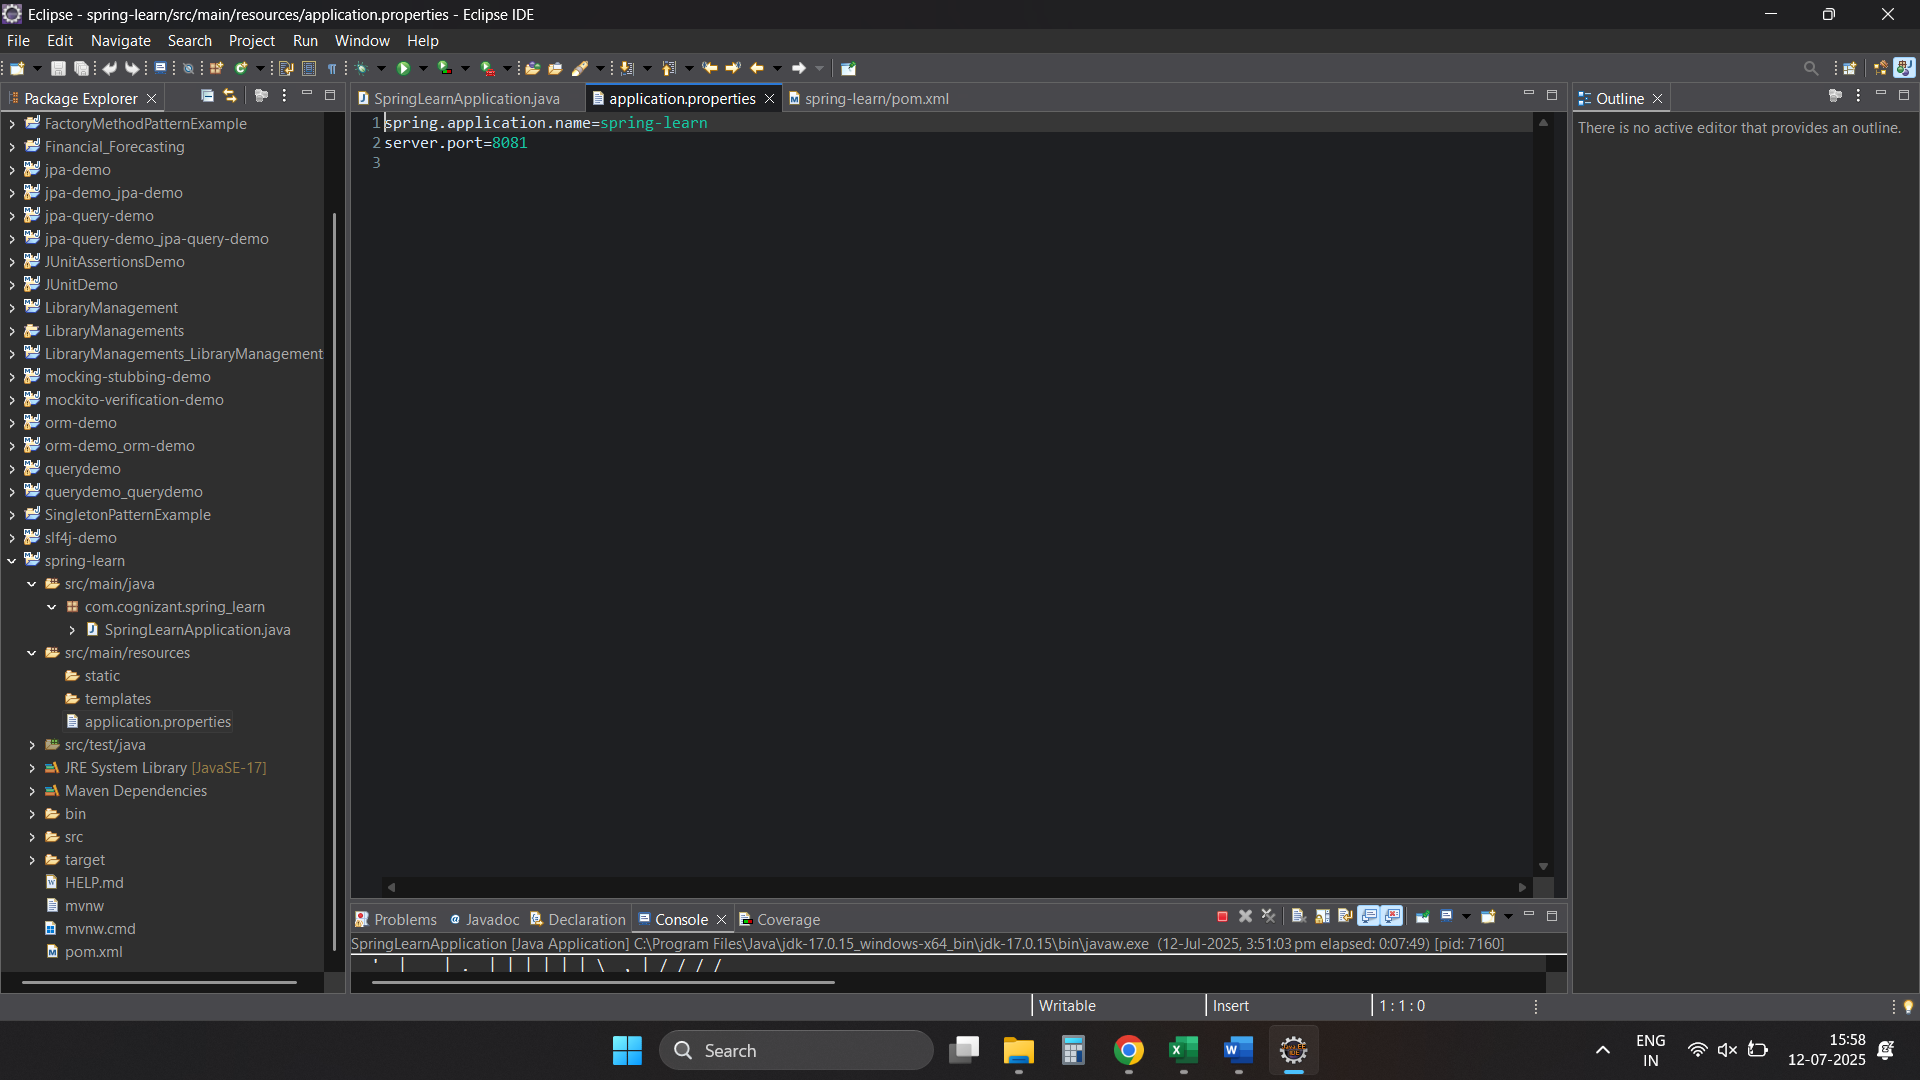 Eclipse - spring-learn/src/main/resources/application.properties - Eclipse IDE
File Edit Navigate Search Project Run Window Help
Package Explorer
FactoryMethodPatternExample
Financial_Forecasting
jpa-demo
jpa-demo_jpa-demo
jpa-query-demo
jpa-query-demo_jpa-query-demo
JUnitAssertionsDemo
JUnitDemo
LibraryManagement
LibraryManagements
LibraryManagements_LibraryManagement
mocking-stubbing-demo
mockito-verification-demo
orm-demo
orm-demo_orm-demo
querydemo
querydemo_querydemo
SingletonPatternExample
slf4j-demo
spring-learn
src/main/java
com.cognizant.spring_learn
SpringLearnApplication.java
src/main/resources
static
templates
application.properties
src/test/java
JRE System Library [JavaSE-17]
Maven Dependencies
bin
src
target
HELP.md
mvnw
mvnw.cmd
pom.xml
SpringLearnApplication.java application.properties spring-learn/pom.xml
1 spring.application.name=spring-learn
2 server.port=8081
3
Outline
There is no active editor that provides an outline.
Problems Javadoc Declaration Console Coverage
SpringLearnApplication [Java Application] C:\Program Files\Java\jdk-17.0.15_windows-x64_bin\jdk-17.0.15\bin\javaw.exe (12-Jul-2025, 3:51:03 pm elapsed: 0:07:49) [pid: 7160]
Writable Insert 1 : 1 : 0
Search
ENG
IN
15:58
12-07-2025